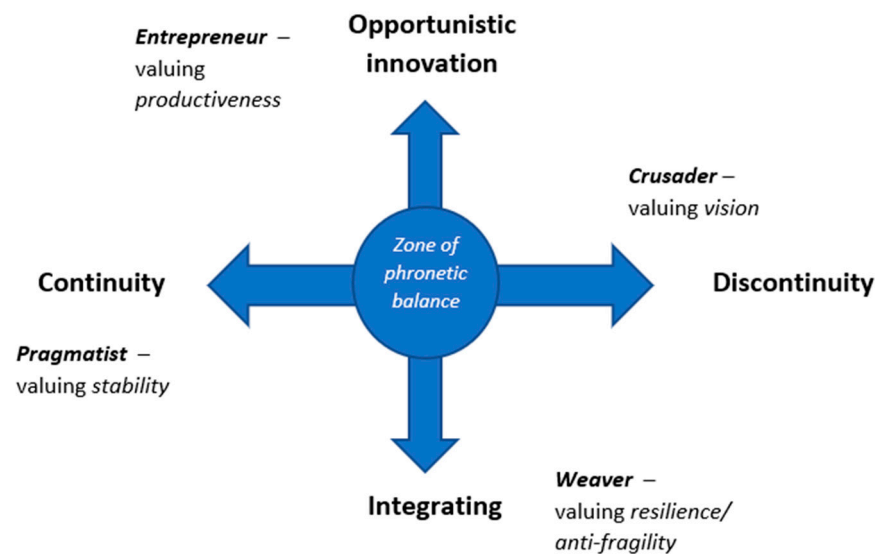 Entrepreneur –
valuing
productiveness
Opportunistic
innovation
Crusader –
valuing vision
Zone of
phronetic
balance
Continuity
Discontinuity
Pragmatist –
valuing stability
Integrating
Weaver –
valuing resilience/
anti-fragility